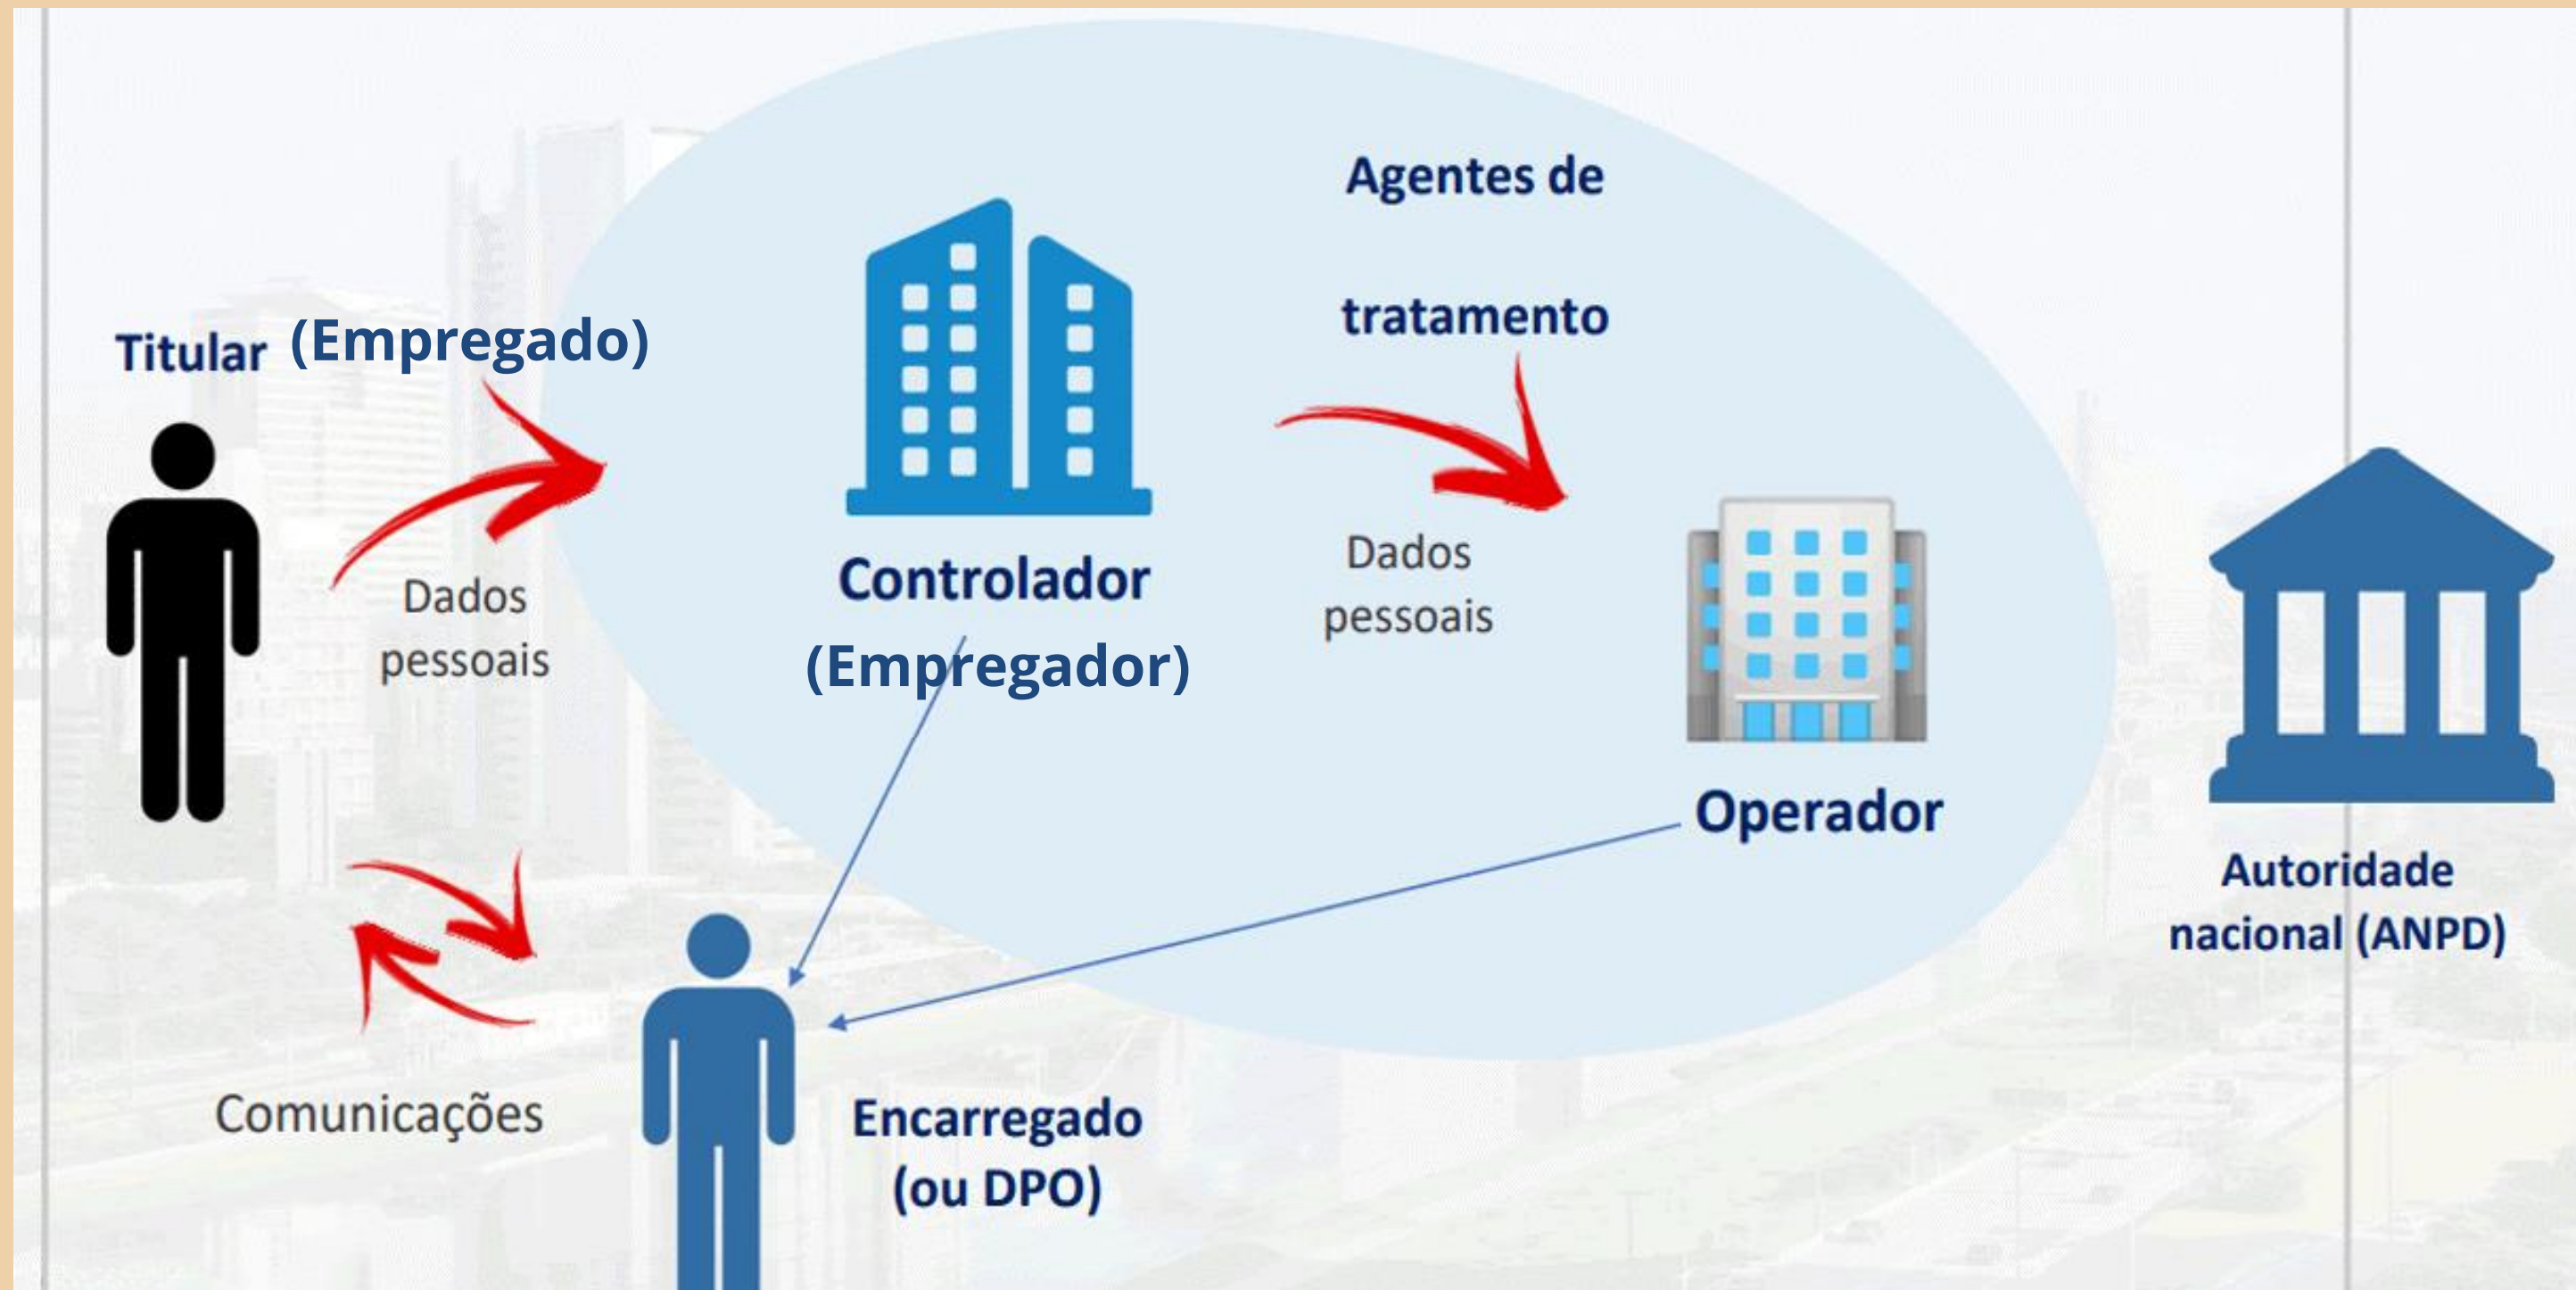 Agentes de
tratamento
Titular (Empregado)
Dados
pessoais
Controlador
(Empregador)
Dados
pessoais
Operador
Autoridade
nacional (ANPD)
Comunicações
Encarregado
(ou DPO)